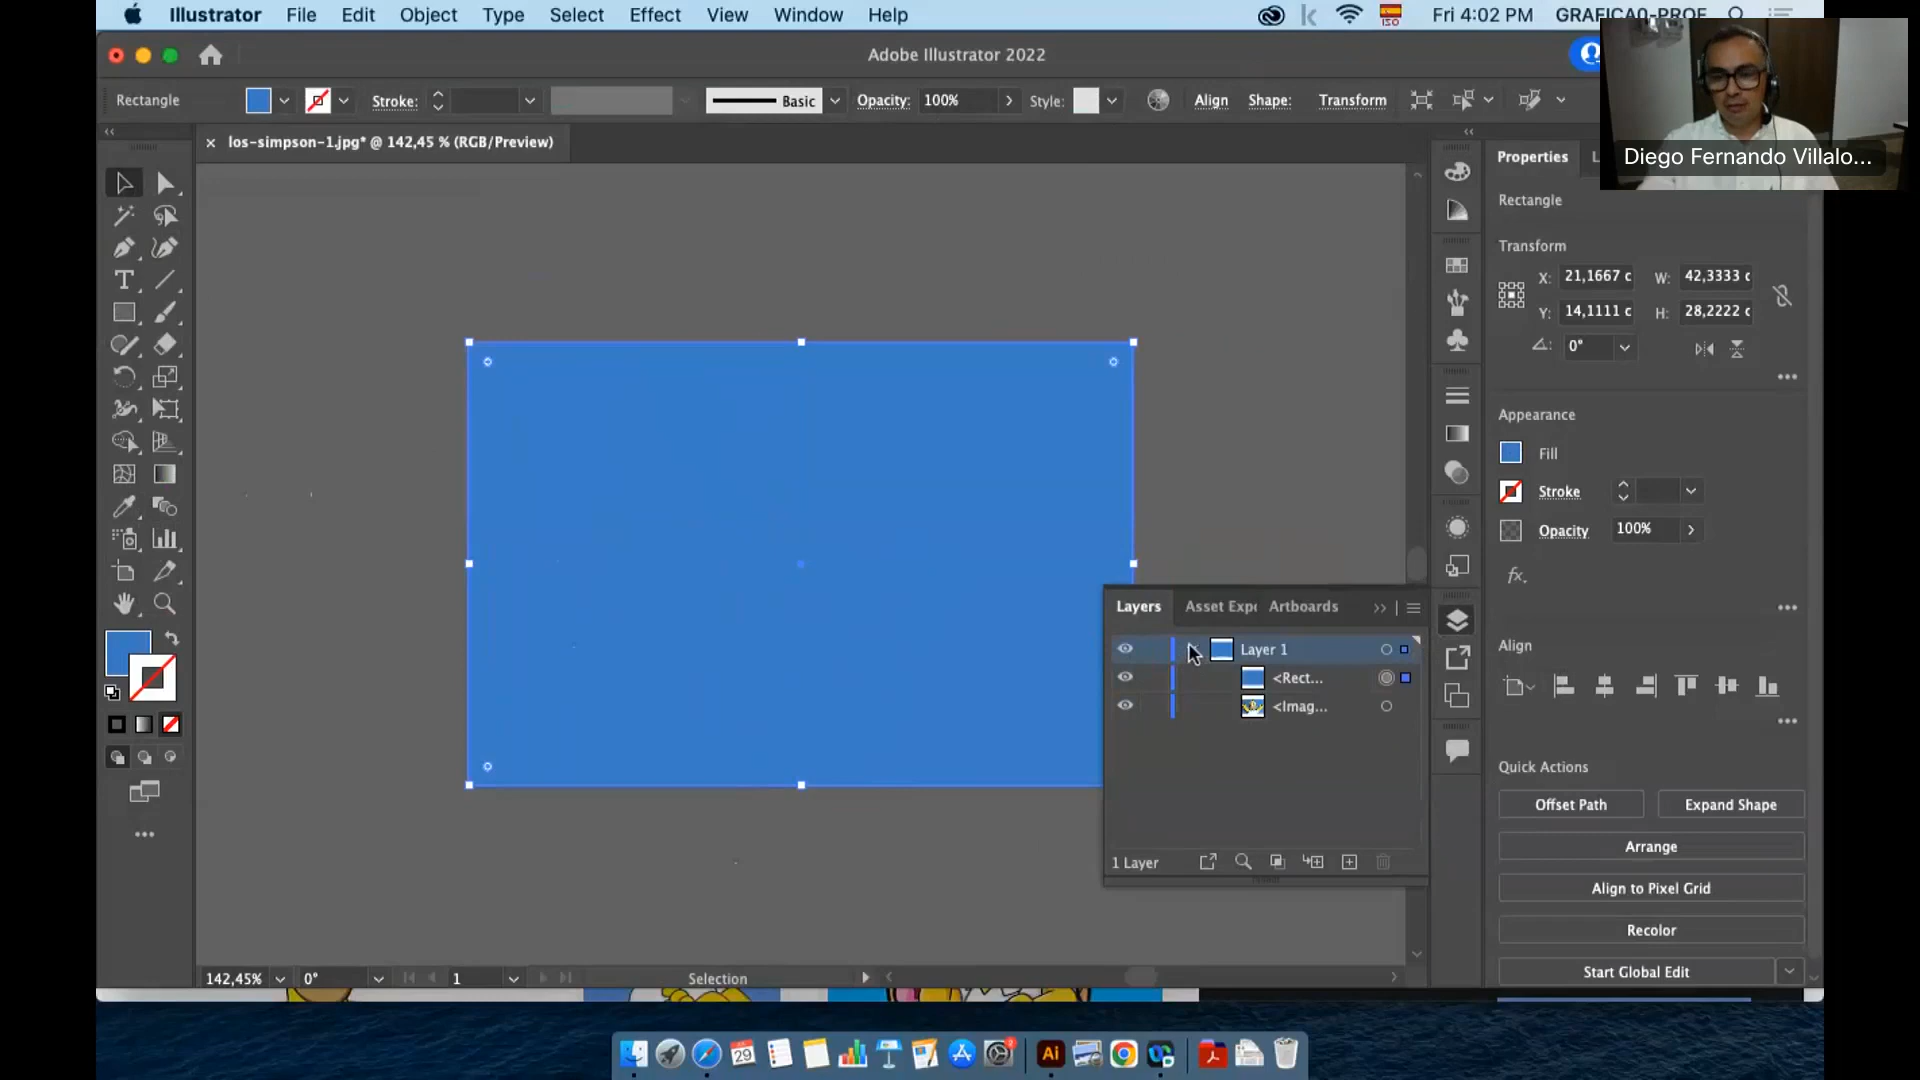 Illustrator File Edit Object Type Select Effect View Window Help
Fri 4:02 PM
Adobe Illustrator 2022
Rectangle
Stroke:
Basic
Opacity:
100%
Style:
Align
Shape:
Transform
Diego Fernando Villalo...
× los-simpson-1.jpg* @ 142,45 % (RGB/Preview)
Properties
Rectangle
Transform
X: 21,1667 c
W: 42,3333 c
Y: 14,1111 c
H: 28,2222 c
0°
Appearance
Fill
Stroke
Opacity 100%
fx.
Layers
Asset Expo
Artboards
Layer 1
<Rect...
<Imag...
1 Layer
Align
Quick Actions
Offset Path
Expand Shape
Arrange
Align to Pixel Grid
Recolor
Start Global Edit
142,45%
0°
1
Selection
29
Ai